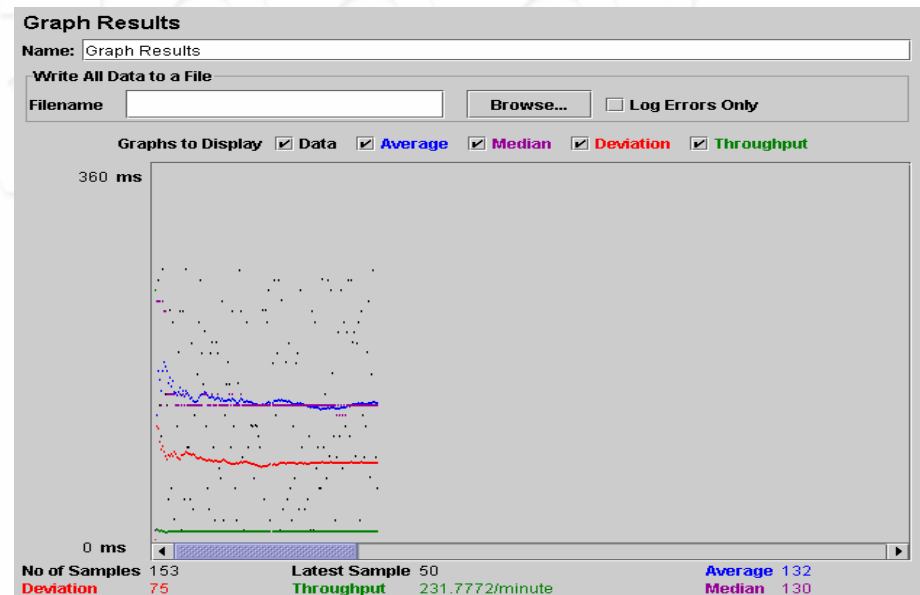 Graph Results
Name: Graph Results
Write All Data to a File
Filename Browse... Log Errors Only
Graphs to Display Data Average Median Deviation Throughput
360 ms
0 ms
No of Samples 153 Latest Sample 50 Average 132
Deviation 75 Throughput 231.7772/minute Median 130